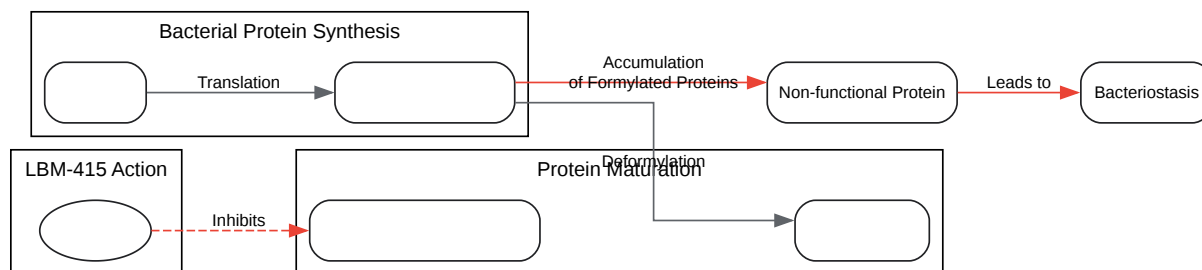 Bacterial Protein Synthesis
Translation
Accumulation
of Formylated Proteins
Non-functional Protein
Leads to
Bacteriostasis
LBM-415 Action
Deformylation
Protein Maturation
Inhibits